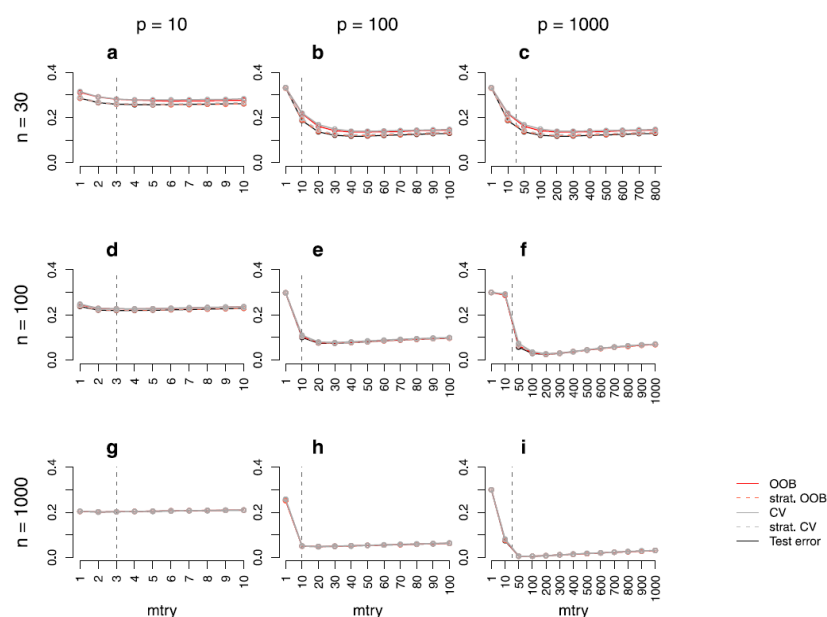 p = 10 p = 100 p = 1000
a b c
n = 30
0.4 0.4 0.4
0.2 0.2 0.2
0.0 0.0 0.0
1 2 3 4 5 6 7 8 9 10 1 10 20 30 40 50 60 70 80 90 100 1 10 50 100 200 300 400 500 600 700 800
d e f
n = 100
0.4 0.4 0.4
0.2 0.2 0.2
0.0 0.0 0.0
1 2 3 4 5 6 7 8 9 10 1 10 20 30 40 50 60 70 80 90 100 1 10 50 100 200 300 400 500 600 700 800 900 1000
g h i
n = 1000
0.4 0.4 0.4
0.2 0.2 0.2
0.0 0.0 0.0
1 2 3 4 5 6 7 8 9 10 1 10 20 30 40 50 60 70 80 90 100 1 10 50 100 200 300 400 500 600 700 800 900 1000
mtry mtry mtry
OOB
strat. OOB
CV
strat. CV
Test error